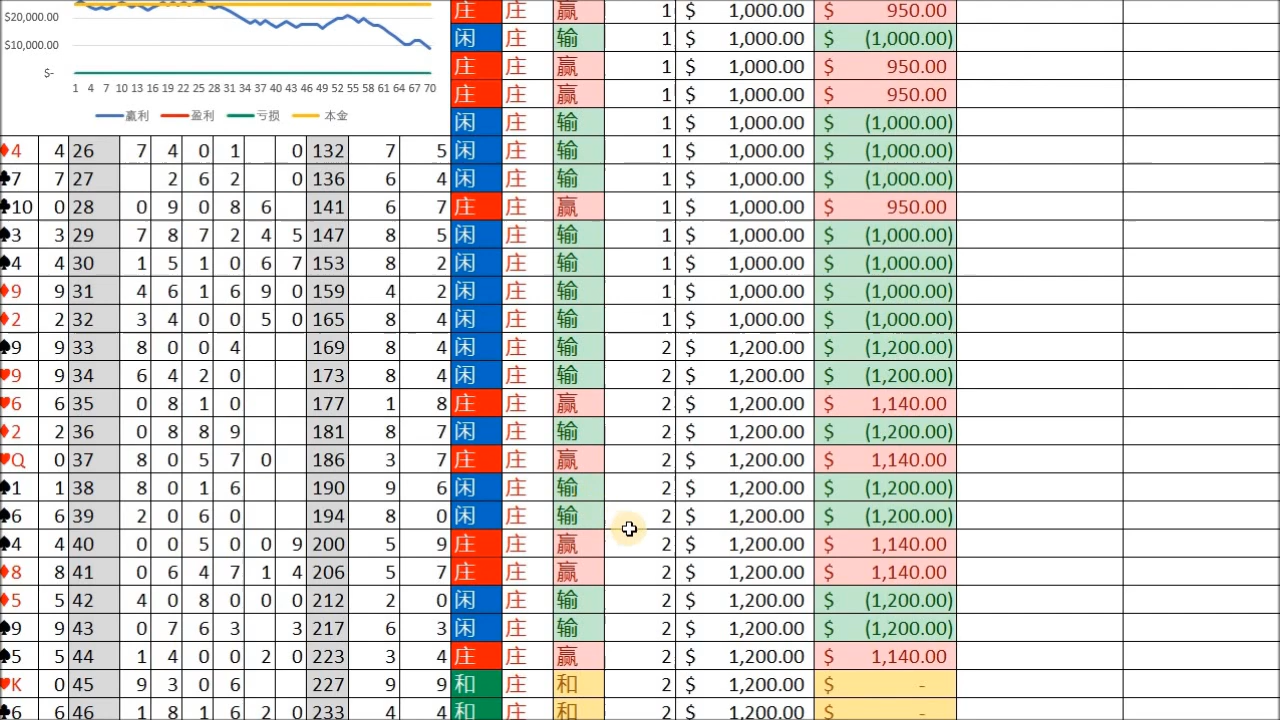 $20,000.00
$10,000.00
$-
1 4 7 10 13 16 19 22 25 28 31 34 37 40 43 46 49 52 55 58 61 64 67 70
赢利 盈利 亏损 本金
庄 庄 赢 1 $ 1,000.00 $ 950.00
闲 庄 输 1 $ 1,000.00 $ (1,000.00)
庄 庄 赢 1 $ 1,000.00 $ 950.00
庄 庄 赢 1 $ 1,000.00 $ 950.00
闲 庄 输 1 $ 1,000.00 $ (1,000.00)
♦4 4 26 7 4 0 1 0 132 7 5 闲 庄 输 1 $ 1,000.00 $ (1,000.00)
♣7 7 27 2 6 2 0 136 6 4 闲 庄 输 1 $ 1,000.00 $ (1,000.00)
♣10 0 28 0 9 0 8 6 141 6 7 庄 庄 赢 1 $ 1,000.00 $ 950.00
♠3 3 29 7 8 7 2 4 5 147 8 5 闲 庄 输 1 $ 1,000.00 $ (1,000.00)
♠4 4 30 1 5 1 0 6 7 153 8 2 闲 庄 输 1 $ 1,000.00 $ (1,000.00)
♦9 9 31 4 6 1 6 9 0 159 4 2 闲 庄 输 1 $ 1,000.00 $ (1,000.00)
♦2 2 32 3 4 0 0 5 0 165 8 4 闲 庄 输 1 $ 1,000.00 $ (1,000.00)
♠9 9 33 8 0 0 4 169 8 4 闲 庄 输 2 $ 1,200.00 $ (1,200.00)
♥9 9 34 6 4 2 0 173 8 4 闲 庄 输 2 $ 1,200.00 $ (1,200.00)
♥6 6 35 0 8 1 0 177 1 8 庄 庄 赢 2 $ 1,200.00 $ 1,140.00
♦2 2 36 0 8 8 9 181 8 7 闲 庄 输 2 $ 1,200.00 $ (1,200.00)
♥Q 0 37 8 0 5 7 0 186 3 7 庄 庄 赢 2 $ 1,200.00 $ 1,140.00
♠1 1 38 8 0 1 6 190 9 6 闲 庄 输 2 $ 1,200.00 $ (1,200.00)
♠6 6 39 2 0 6 0 194 8 0 闲 庄 输 2 $ 1,200.00 $ (1,200.00)
♠4 4 40 0 0 5 0 0 9 200 5 9 庄 庄 赢 2 $ 1,200.00 $ 1,140.00
♦8 8 41 0 6 4 7 1 4 206 5 7 庄 庄 赢 2 $ 1,200.00 $ 1,140.00
♦5 5 42 4 0 8 0 0 0 212 2 0 闲 庄 输 2 $ 1,200.00 $ (1,200.00)
♠9 9 43 0 7 6 3 3 217 6 3 闲 庄 输 2 $ 1,200.00 $ (1,200.00)
♠5 5 44 1 4 0 0 2 0 223 3 4 庄 庄 赢 2 $ 1,200.00 $ 1,140.00
♥K 0 45 9 3 0 6 227 9 9 和 庄 和 2 $ 1,200.00 $ -
♣6 6 46 1 8 1 6 2 0 233 4 4 和 庄 和 2 $ 1,200.00 $ -